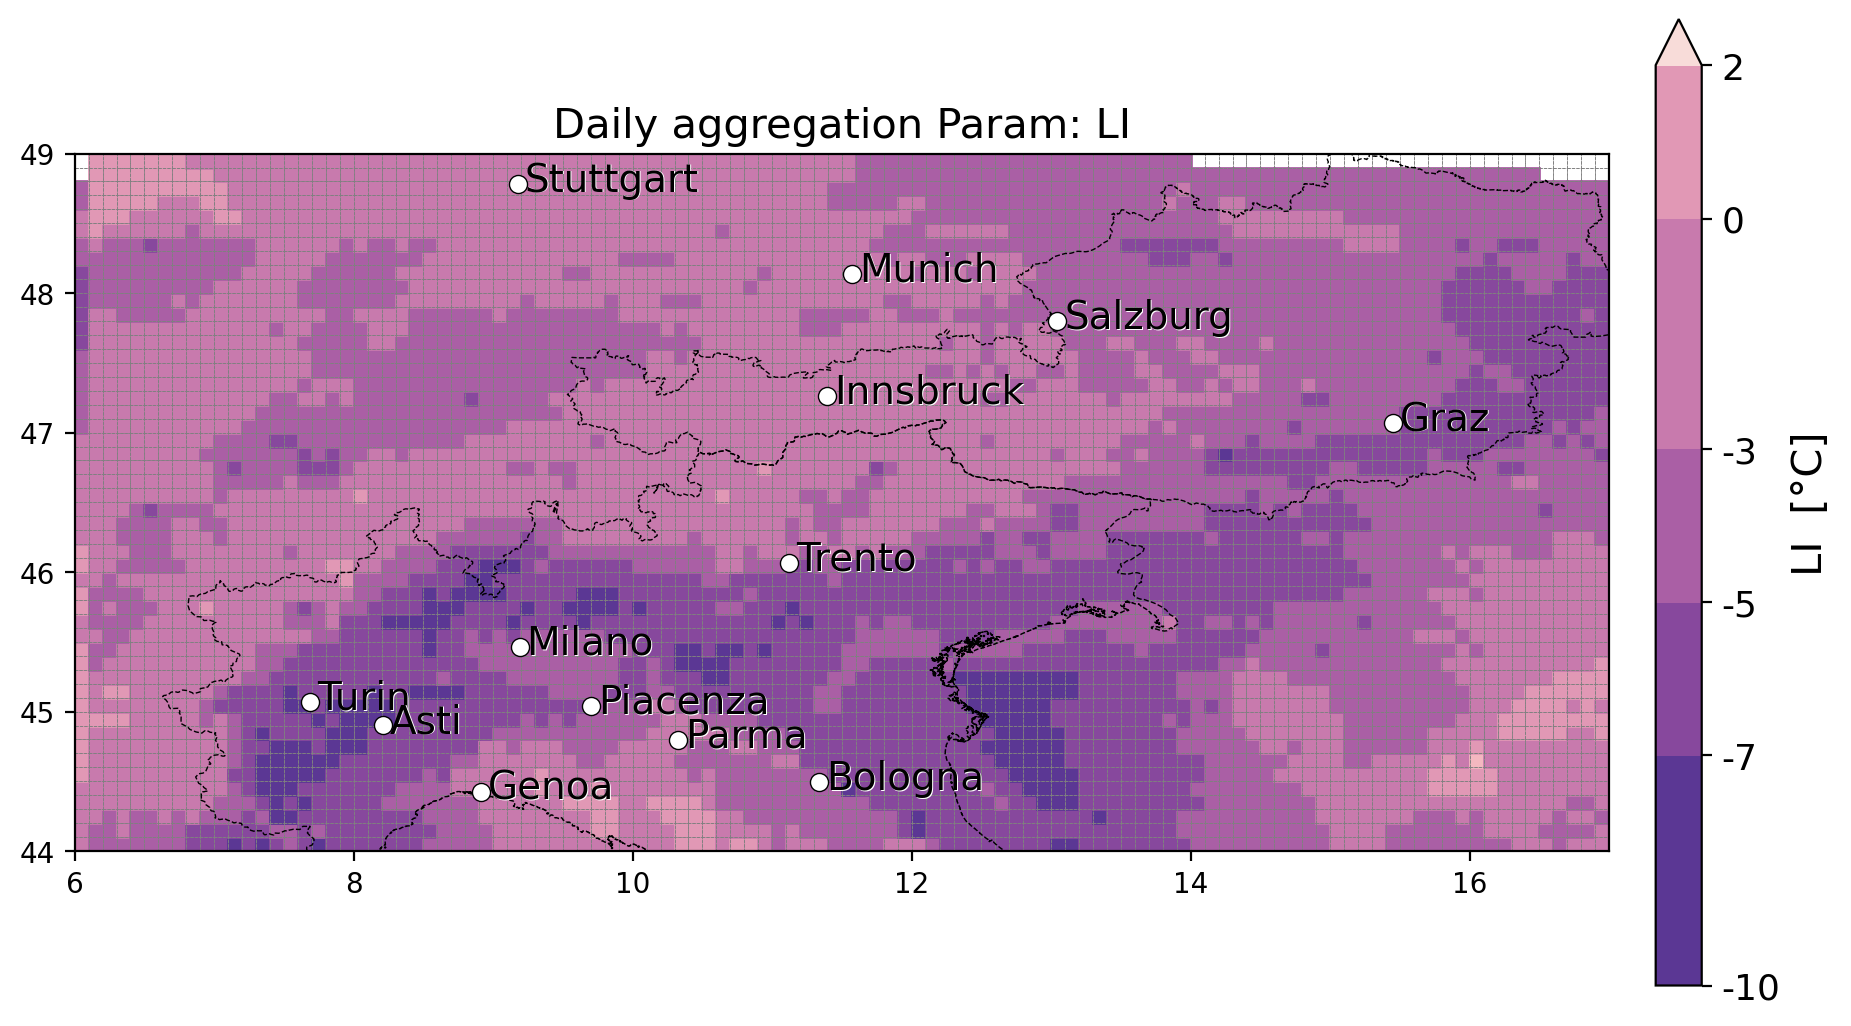 Daily aggregation Param: LI
49
48
47
46
45
44
6
8
10
12
14
16
Stuttgart
Munich
Salzburg
Innsbruck
Graz
Trento
Milano
Turin
Piacenza
Asti
Parma
Genoa
Bologna
2
0
-3
-5
-7
-10
LI [°C]